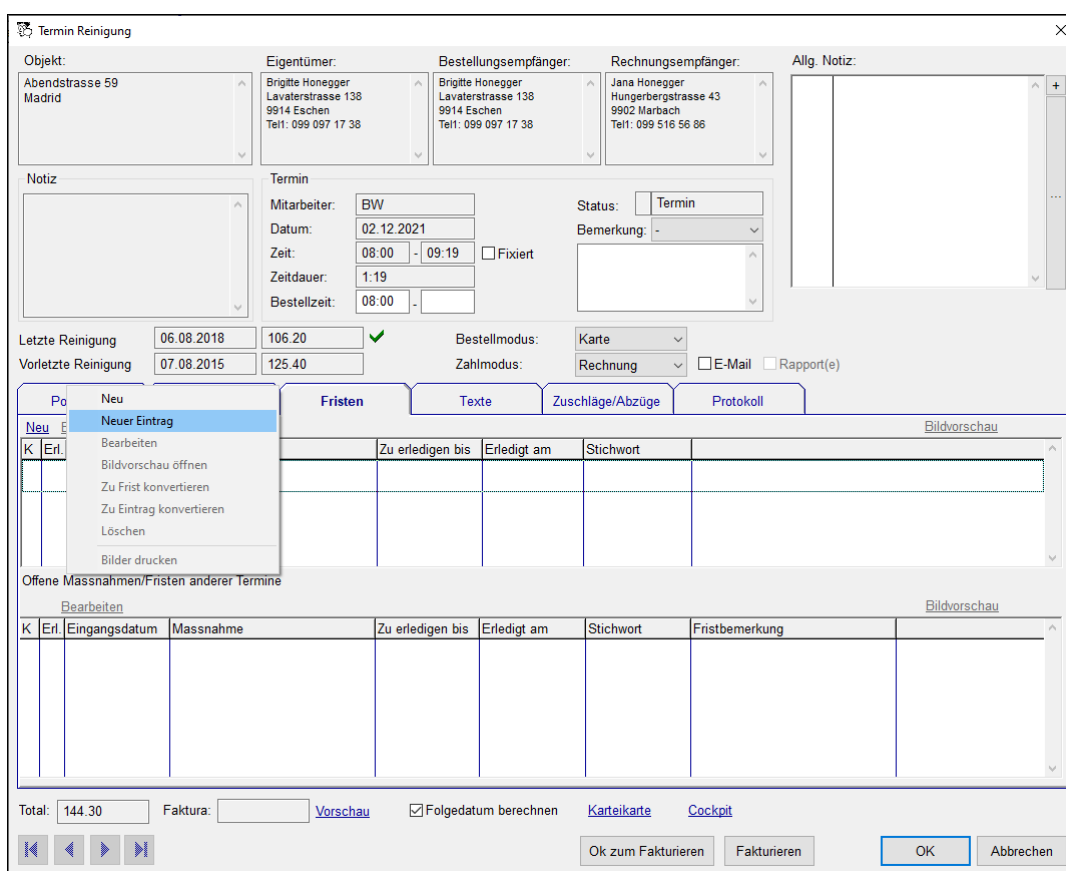 Termin Reinigung
Objekt: Eigentümer: Bestellungsempfänger: Rechnungsempfänger: Allg. Notiz:
Abendstrasse 59
Madrid
Brigitte Honegger
Lavaterstrasse 138
9914 Eschen
Tel1: 099 097 17 38
Brigitte Honegger
Lavaterstrasse 138
9914 Eschen
Tel1: 099 097 17 38
Jana Honegger
Hungerbergstrasse 43
9902 Marbach
Tel1: 099 516 56 86
+
...
Notiz
Termin
Mitarbeiter: BW
Datum: 02.12.2021
Zeit: 08:00 - 09:19 Fixiert
Zeitdauer: 1:19
Bestellzeit: 08:00 -
Status: Termin
Bemerkung: -
Letzte Reinigung 06.08.2018 106.20 Bestellmodus: Karte
Vorletzte Reinigung 07.08.2015 125.40 Zahlmodus: Rechnung E-Mail Rapport(e)
Po Fristen Texte Zuschläge/Abzüge Protokoll
Neu Bildvorschau
K Erl. Zu erledigen bis Erledigt am Stichwort
Neu
Neuer Eintrag
Bearbeiten
Bildvorschau öffnen
Zu Frist konvertieren
Zu Eintrag konvertieren
Löschen
Bilder drucken
Offene Massnahmen/Fristen anderer Termine
Bearbeiten Bildvorschau
K Erl. Eingangsdatum Massnahme Zu erledigen bis Erledigt am Stichwort Fristbemerkung
Total: 144.30 Faktura: Vorschau Folgedatum berechnen Karteikarte Cockpit
Ok zum Fakturieren Fakturieren OK Abbrechen